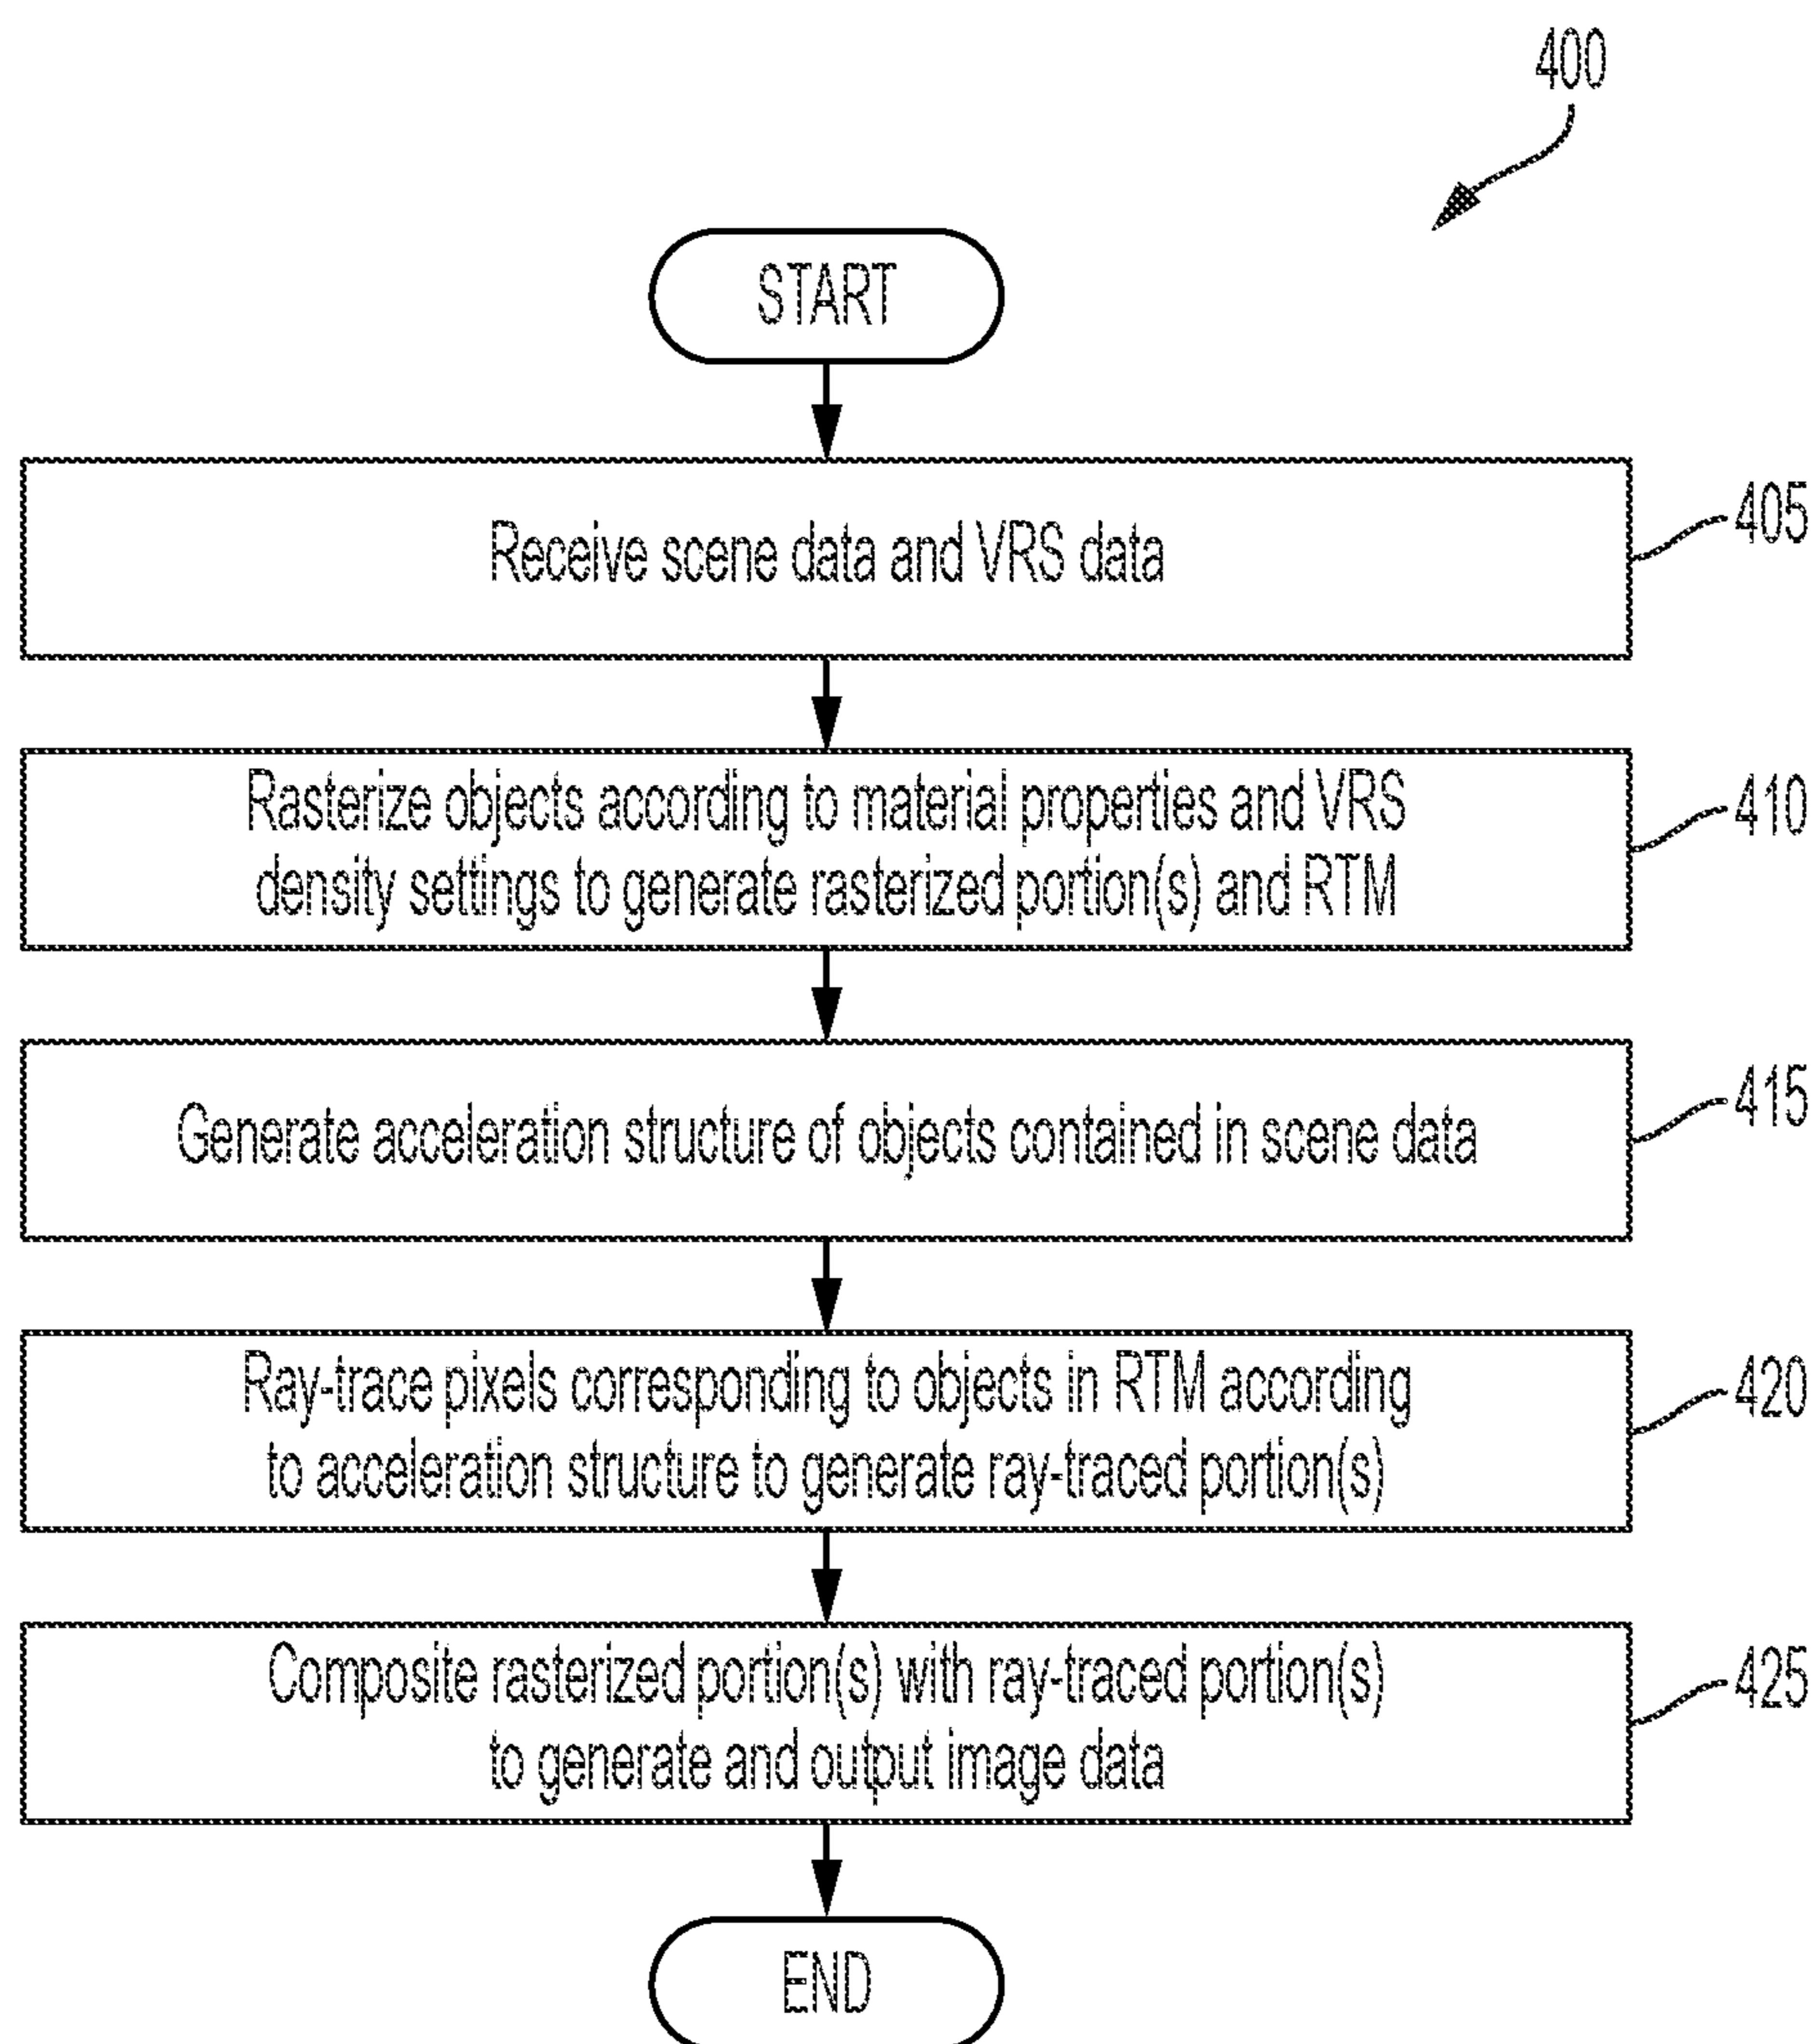 400
START
Receive scene data and VRS data
405
Rasterize objects according to material properties and VRS
density settings to generate rasterized portion(s) and RTM
410
Generate acceleration structure of objects contained in scene data
415
Ray-trace pixels corresponding to objects in RTM according
to acceleration structure to generate ray-traced portion(s)
420
Composite rasterized portion(s) with ray-traced portion(s)
to generate and output image data
425
END